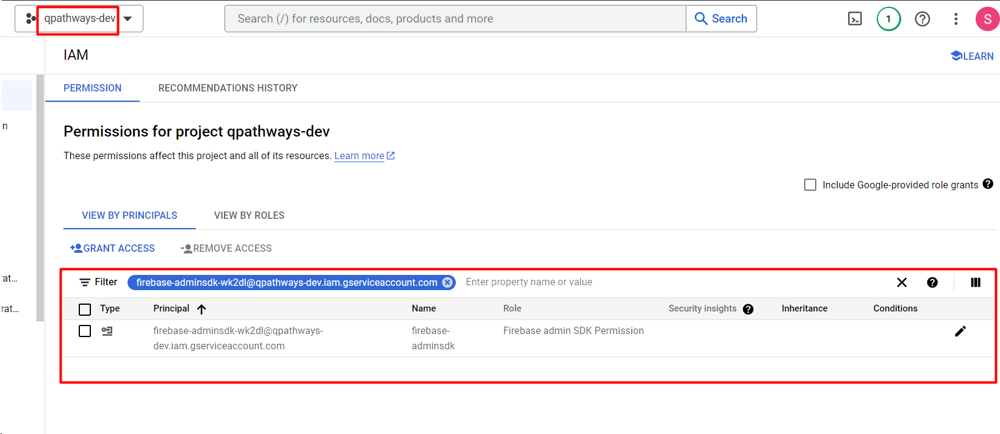 qpathways-dev
Search (/) for resources, docs, products and more
Search
1
S
IAM
LEARN
PERMISSION
RECOMMENDATIONS HISTORY
n
Permissions for project qpathways-dev
These permissions affect this project and all of its resources. Learn more
Include Google-provided role grants
VIEW BY PRINCIPALS
VIEW BY ROLES
GRANT ACCESS
REMOVE ACCESS
rat...
Filter
firebase-adminsdk-wk2dl@qpathways-dev.iam.gserviceaccount.com
Enter property name or value
Type
Principal
Name
Role
Security insights
Inheritance
Conditions
rat...
firebase-adminsdk-wk2dl@qpathways-
dev.iam.gserviceaccount.com
firebase-
adminsdk
Firebase admin SDK Permission